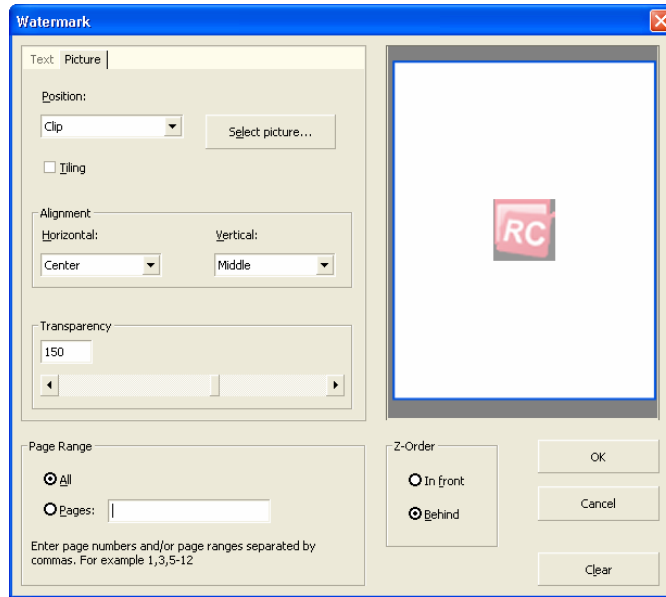 Watermark
Text Picture
Position:
Clip
Select picture...
Tiling
Alignment
Horizontal:
Vertical:
Center
Middle
Transparency
150
RC
Page Range
All
Pages:
Enter page numbers and/or page ranges separated by
commas. For example 1,3,5-12
Z-Order
In front
Behind
OK
Cancel
Clear